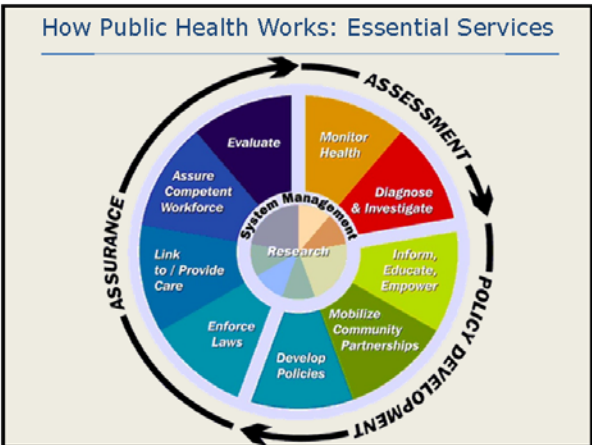 How Public Health Works: Essential Services
ASSESSMENT
Monitor
Health
Diagnose
& Investigate
POLICY DEVELOPMENT
Inform,
Educate,
Empower
Mobilize
Community
Partnerships
Develop
Policies
ASSURANCE
Enforce
Laws
Link
to / Provide
Care
Assure
Competent
Workforce
Evaluate
System Management
Research